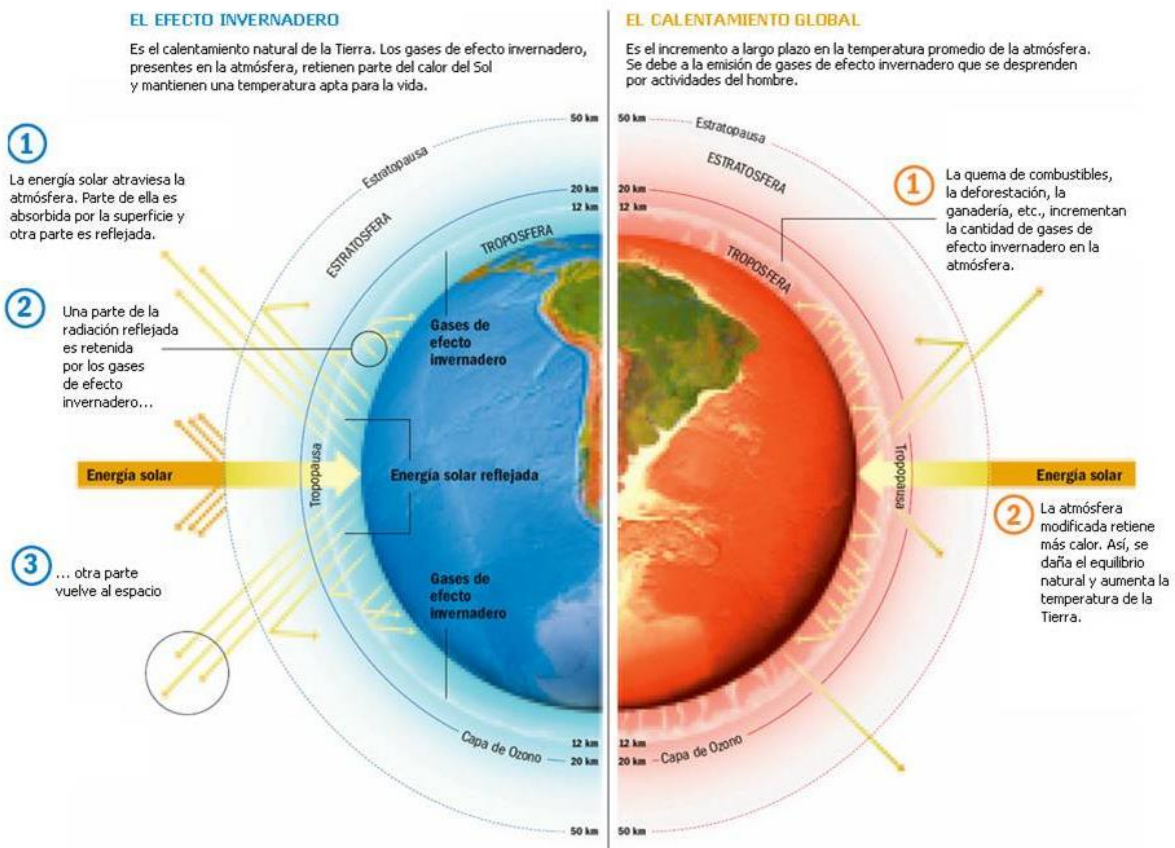 EL EFECTO INVERNADERO
Es el calentamiento natural de la Tierra. Los gases de efecto invernadero,
presentes en la atmósfera, retienen parte del calor del Sol
y mantienen una temperatura apta para la vida.
1
La energía solar atraviesa la
atmósfera. Parte de ella es
absorbida por la superficie y
otra parte es reflejada.
2
Una parte de la
radiación reflejada
es retenida
por los gases
de efecto
invernadero...
Energía solar
3
... otra parte
vuelve al espacio
50 km
Estratopausa
20 km
12 km
ESTRATOSFERA
TROPOSFERA
Gases de
efecto
invernadero
Tropopausa
Energía solar reflejada
Gases de
efecto
invernadero
Capa de Ozono
12 km
20 km
50 km
EL CALENTAMIENTO GLOBAL
Es el incremento a largo plazo en la temperatura promedio de la atmósfera.
Se debe a la emisión de gases de efecto invernadero que se desprenden
por actividades del hombre.
50 km
Estratopausa
ESTRATOSFERA
20 km
12 km
TROPOSFERA
1
La quema de combustibles,
la deforestación, la
ganadería, etc., incrementan
la cantidad de gases de
efecto invernadero en la
atmósfera.
Tropopausa
Energía solar
2
La atmósfera
modificada retiene
más calor. Así, se
daña el equilibrio
natural y aumenta la
temperatura de la
Tierra.
12 km
20 km
Capa de Ozono
50 km